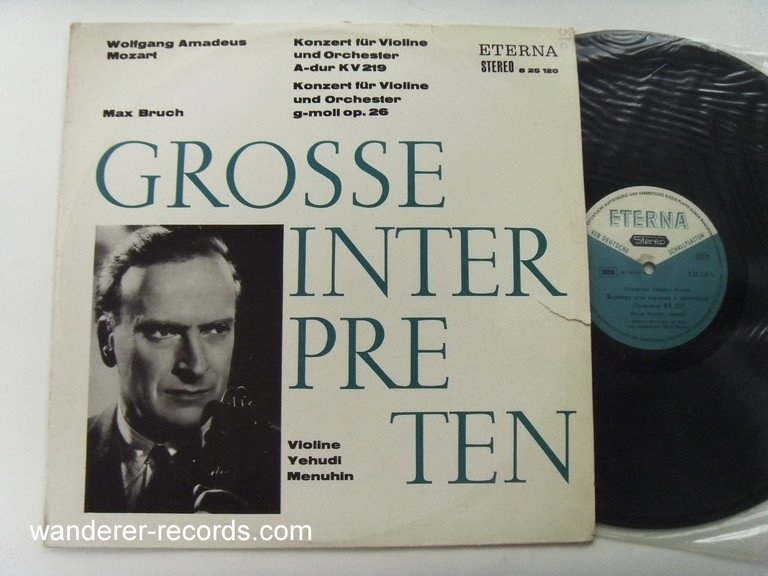 Wolfgang Amadeus
Mozart
Konzert für Violine
und Orchester
A-dur KV 219
Konzert für Violine
und Orchester
g-moll op. 26
Max Bruch
ETERNA
STEREO 8 25 120
GROSSE
INTER
PRE
TEN
Violine
Yehudi
Menuhin
ETERNA
Stereo
VEB DEUTSCHE SCHALLPLATTEN
wanderer-records.com